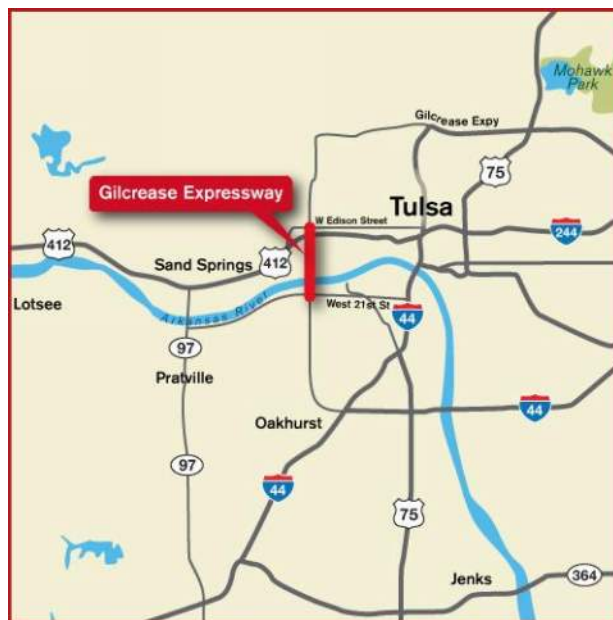 Mohawk
Park
Gilcrease Expy
75
Gilcrease Expressway
W Edison Street
Tulsa
244
412
Sand Springs
412
Lotsee
Arkansas River
West 21st St
44
97
Pratville
44
Oakhurst
97
44
75
Jenks
364